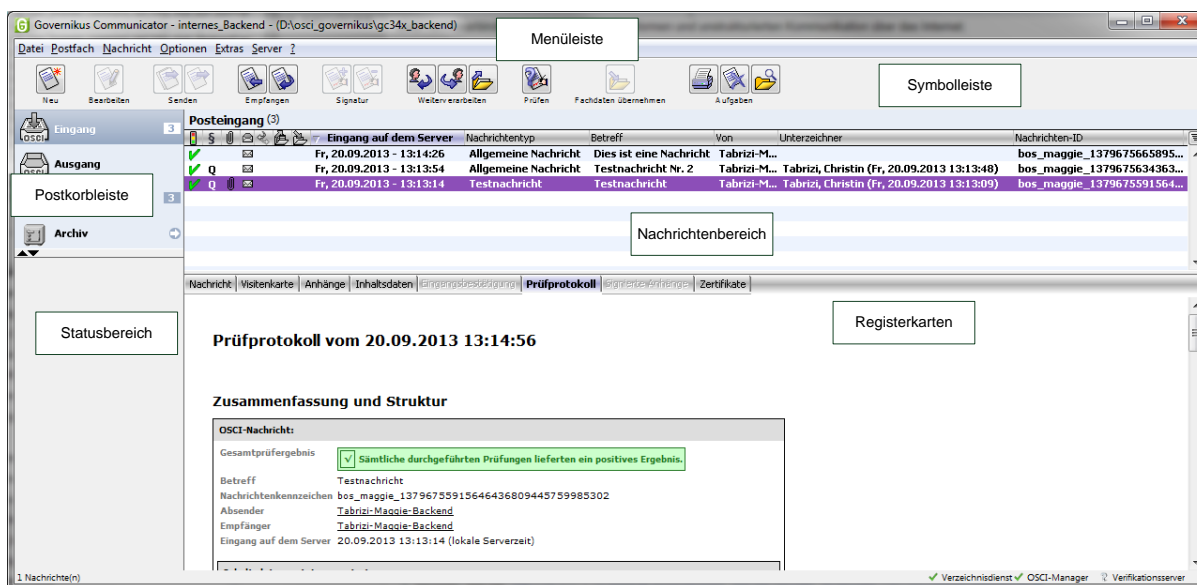 Governikus Communicator - internes_Backend - (D:\osci_governikus\gc34x_backend)
Menüleiste
Datei Postfach Nachricht Optionen Extras Server ?
Symbolleiste
Neu Bearbeiten Senden Empfangen Signatur Weiterverarbeiten Prüfen Fachdaten übernehmen Aufgaben
OSCI Eingang 3
Ausgang
OSCI
Postkorbleiste
3
Archiv
Posteingang (3)
§ Eingang auf dem Server Nachrichtentyp Betreff Von Unterzeichner Nachrichten-ID
Fr, 20.09.2013 - 13:14:26 Allgemeine Nachricht Dies ist eine Nachricht Tabrizi-M... bos_maggie_1379675665895...
Q Fr, 20.09.2013 - 13:13:54 Allgemeine Nachricht Testnachricht Nr. 2 Tabrizi-M... Tabrizi, Christin (Fr, 20.09.2013 13:13:48) bos_maggie_1379675634363...
Q Fr, 20.09.2013 - 13:13:14 Testnachricht Testnachricht Tabrizi-M... Tabrizi, Christin (Fr, 20.09.2013 13:13:09) bos_maggie_1379675591564...
Nachrichtenbereich
Nachricht Visitenkarte Anhänge Inhaltsdaten Eingangsbestätigung Prüfprotokoll Signierte Anhänge Zertifikate
Statusbereich
Registerkarten
Prüfprotokoll vom 20.09.2013 13:14:56
Zusammenfassung und Struktur
OSCI-Nachricht:
Gesamtprüfergebnis √ Sämtliche durchgeführten Prüfungen lieferten ein positives Ergebnis.
Betreff Testnachricht
Nachrichtenkennzeichen bos_maggie_13796755915646436809445759985302
Absender Tabrizi-Maggie-Backend
Empfänger Tabrizi-Maggie-Backend
Eingang auf dem Server 20.09.2013 13:13:14 (lokale Serverzeit)
1 Nachrichte(n)
Verzeichnisdienst OSCI-Manager Verifikationsserver